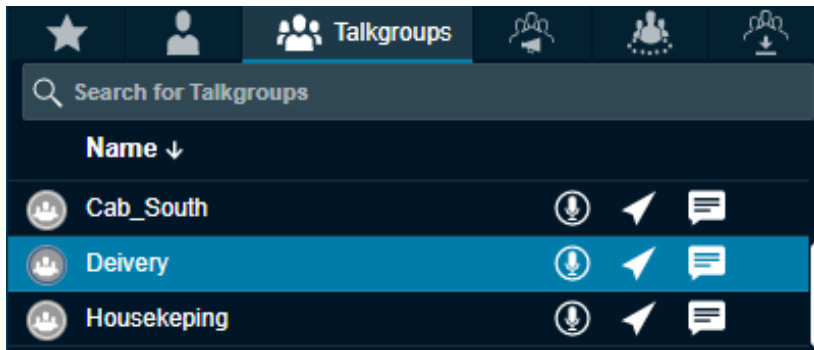 Talkgroups
Search for Talkgroups
Name ↓
Cab_South
Deivery
Housekeping